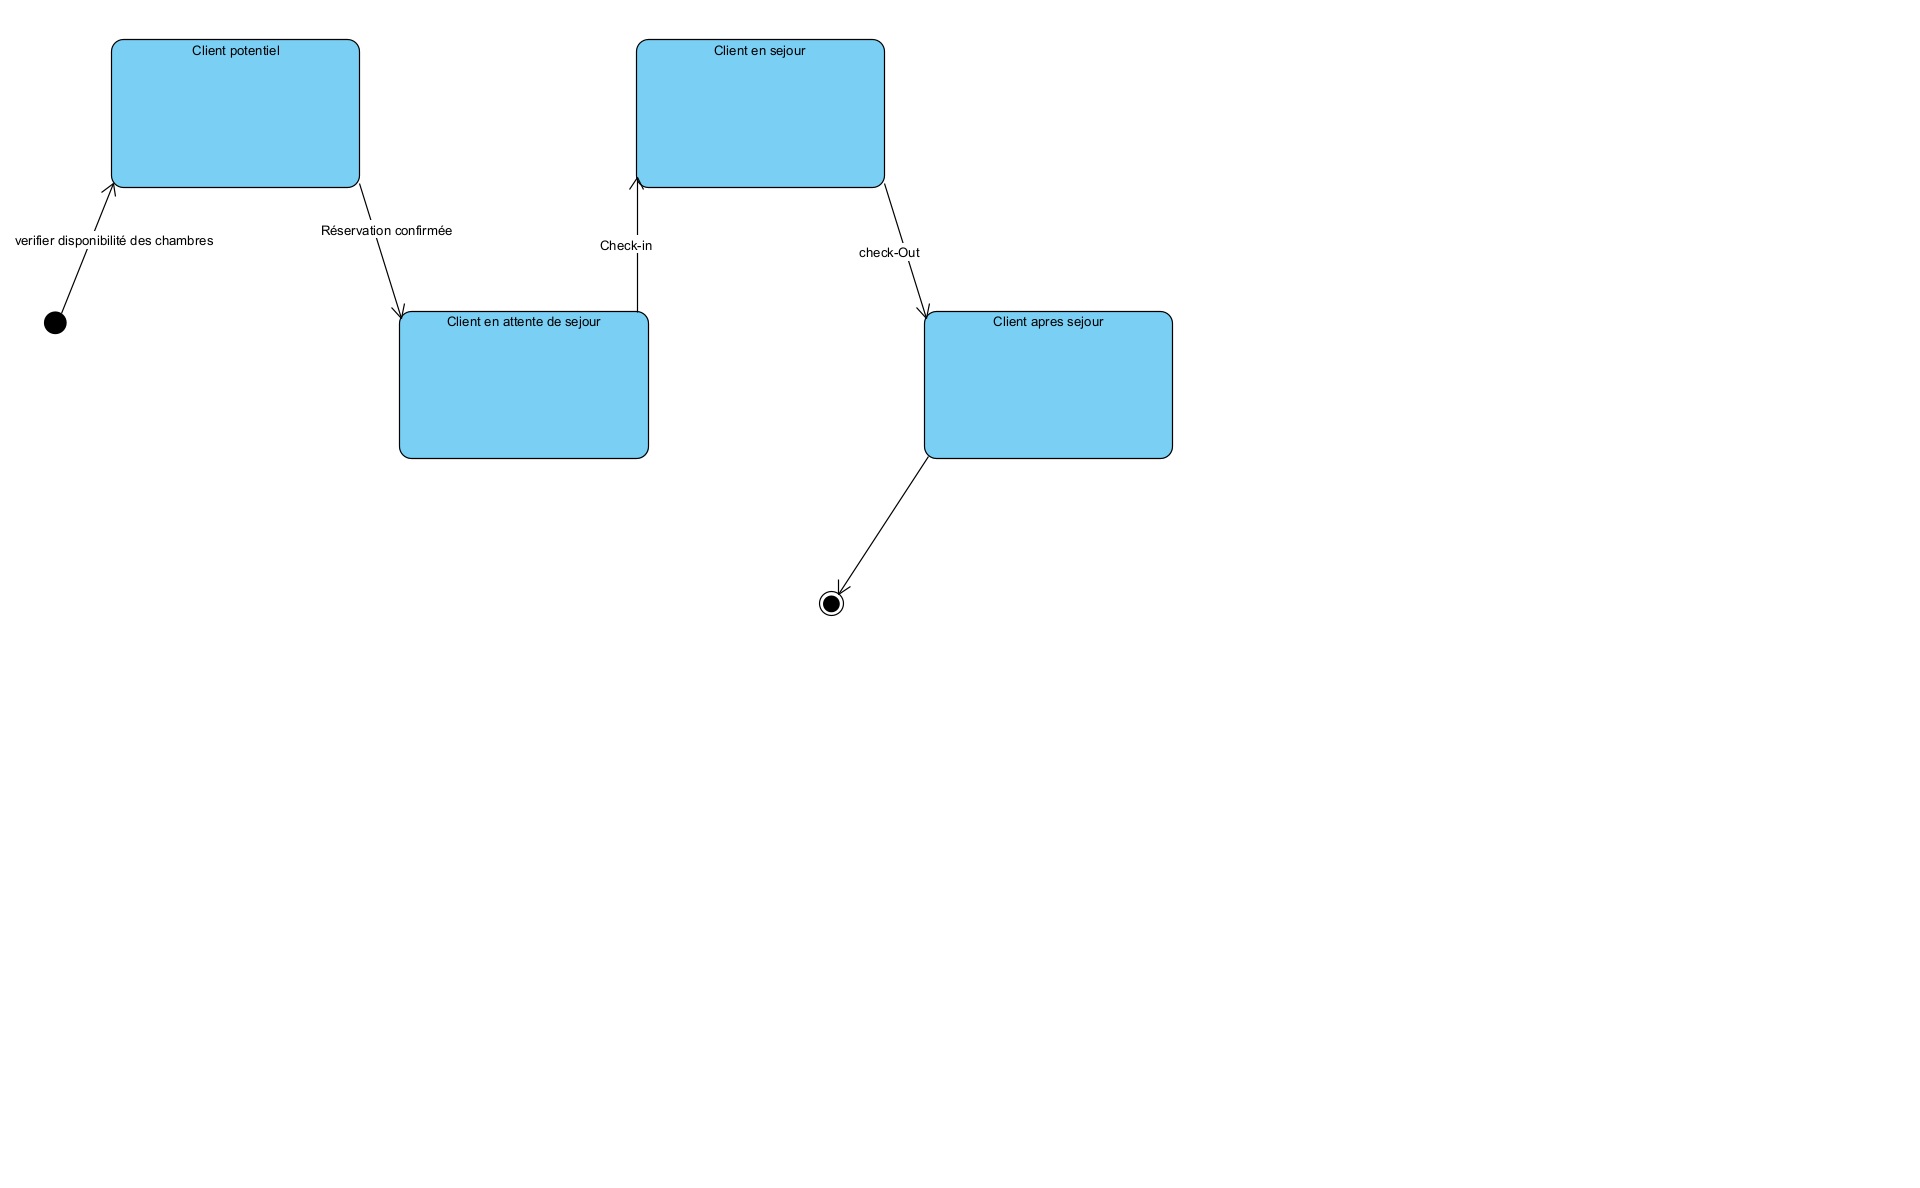 Client potentiel
Client en sejour
verifier disponibilité des chambres
Réservation confirmée
Check-in
check-Out
Client en attente de sejour
Client apres sejour